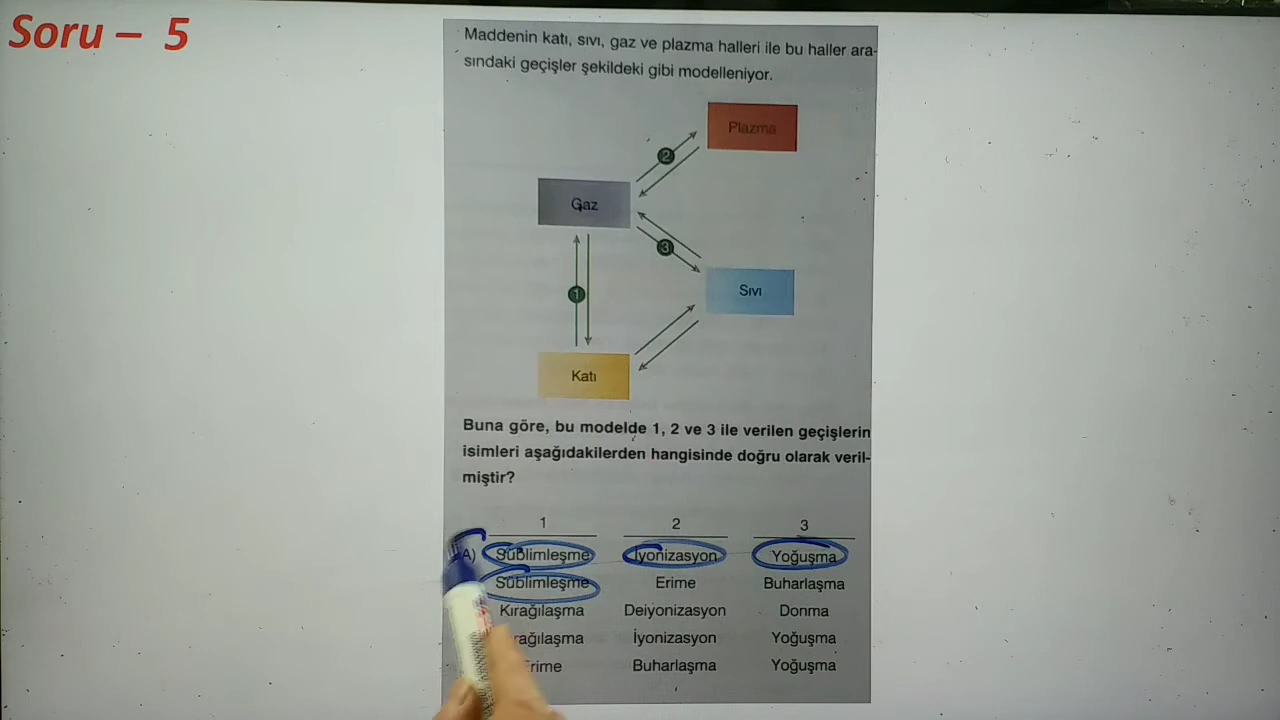 Soru – 5
Maddenin katı, sıvı, gaz ve plazma halleri ile bu haller ara-
sındaki geçişler şekildeki gibi modelleniyor.
Plazma
2
Gaz
3
Sıvı
1
Katı
Buna göre, bu modelde 1, 2 ve 3 ile verilen geçişlerin
isimleri aşağıdakilerden hangisinde doğru olarak veril-
miştir?
1 2 3
A) Süblimleşme İyonizasyon Yoğuşma
Süblimleşme Erime Buharlaşma
Kırağılaşma Deiyonizasyon Donma
İyonizasyon Yoğuşma
Buharlaşma Yoğuşma